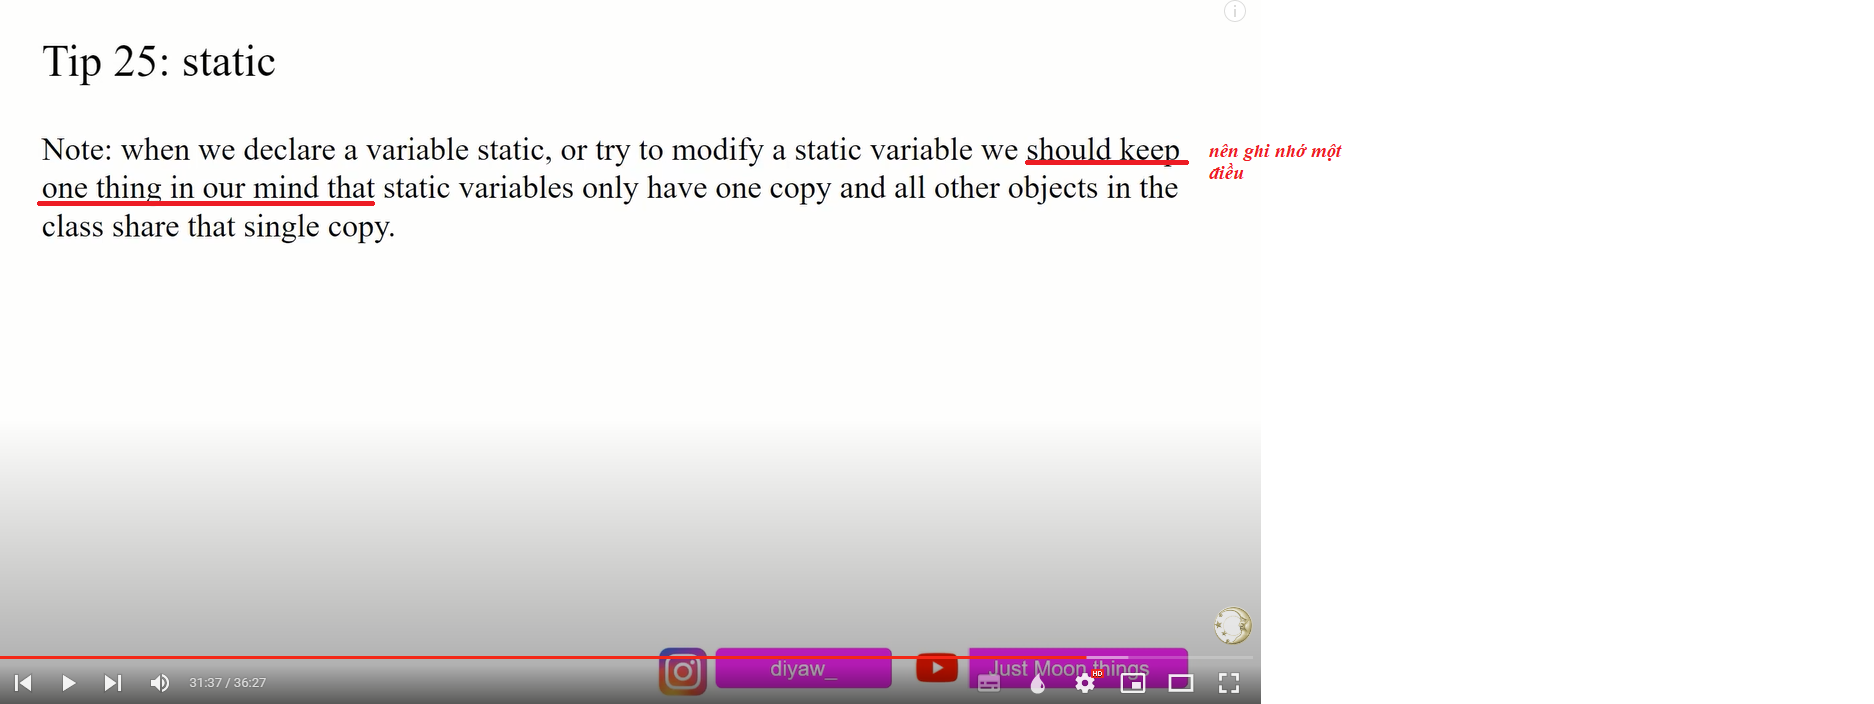 Tip 25: static
Note: when we declare a variable static, or try to modify a static variable we should keep
one thing in our mind that static variables only have one copy and all other objects in the
class share that single copy.
nên ghi nhớ một
điều
diyaw_
Just Moon things
31:37 / 36:27
HD